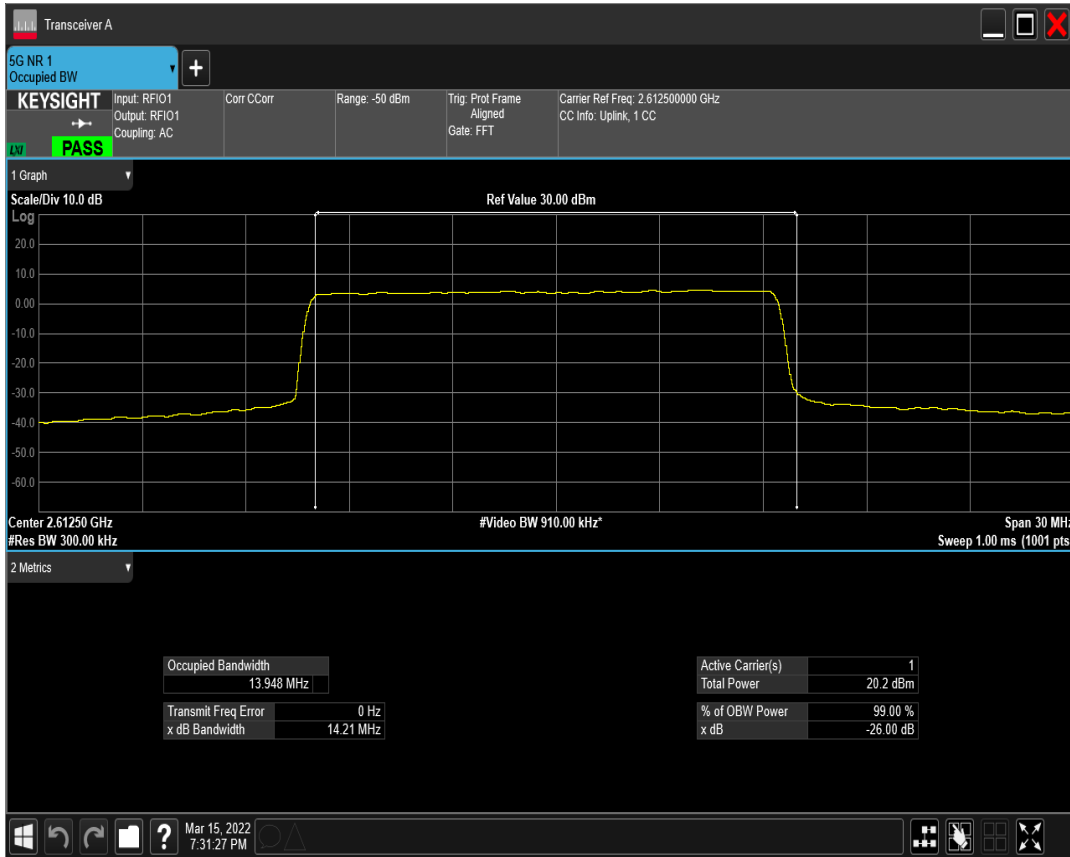 Transceiver A
5G NR 1
Occupied BW
KEYSIGHT
LXI
PASS
Input: RFIO1
Output: RFIO1
Coupling: AC
Corr CCorr
Range: -50 dBm
Trig: Prot Frame
Aligned
Gate: FFT
Carrier Ref Freq: 2.612500000 GHz
CC Info: Uplink, 1 CC
1 Graph
Scale/Div 10.0 dB
Ref Value 30.00 dBm
Log
20.0
10.0
0.00
-10.0
-20.0
-30.0
-40.0
-50.0
-60.0
Center 2.61250 GHz
#Video BW 910.00 kHz*
Span 30 MHz
#Res BW 300.00 kHz
Sweep 1.00 ms (1001 pts
2 Metrics
Occupied Bandwidth
13.948 MHz
Transmit Freq Error 0 Hz
x dB Bandwidth 14.21 MHz
Active Carrier(s) 1
Total Power 20.2 dBm
% of OBW Power 99.00 %
x dB -26.00 dB
Mar 15, 2022
7:31:27 PM